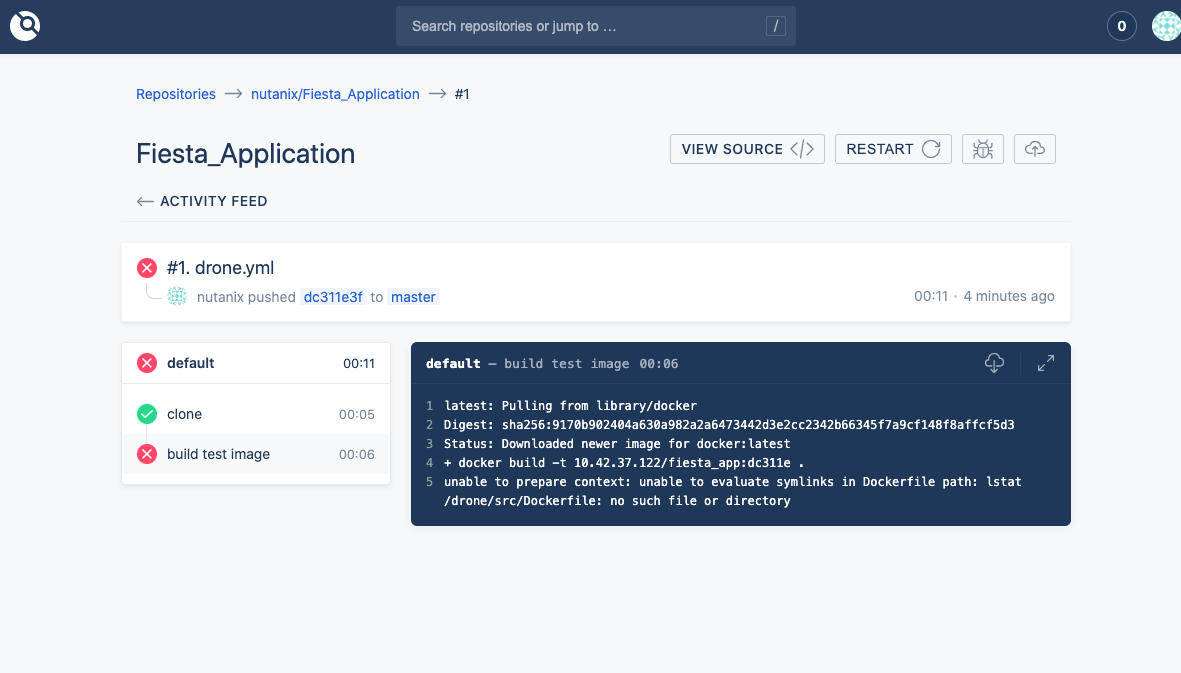 Search repositories or jump to …
/
0
Repositories → nutanix/Fiesta_Application → #1
Fiesta_Application
VIEW SOURCE </>
RESTART
← ACTIVITY FEED
#1. drone.yml
nutanix pushed dc311e3f to master
00:11 • 4 minutes ago
default 00:11
clone 00:05
build test image 00:06
default — build test image 00:06
1 latest: Pulling from library/docker
2 Digest: sha256:9170b902404a630a982a2a6473442d3e2cc2342b66345f7a9cf148f8affcf5d3
3 Status: Downloaded newer image for docker:latest
4 + docker build -t 10.42.37.122/fiesta_app:dc311e .
5 unable to prepare context: unable to evaluate symlinks in Dockerfile path: lstat
/drone/src/Dockerfile: no such file or directory